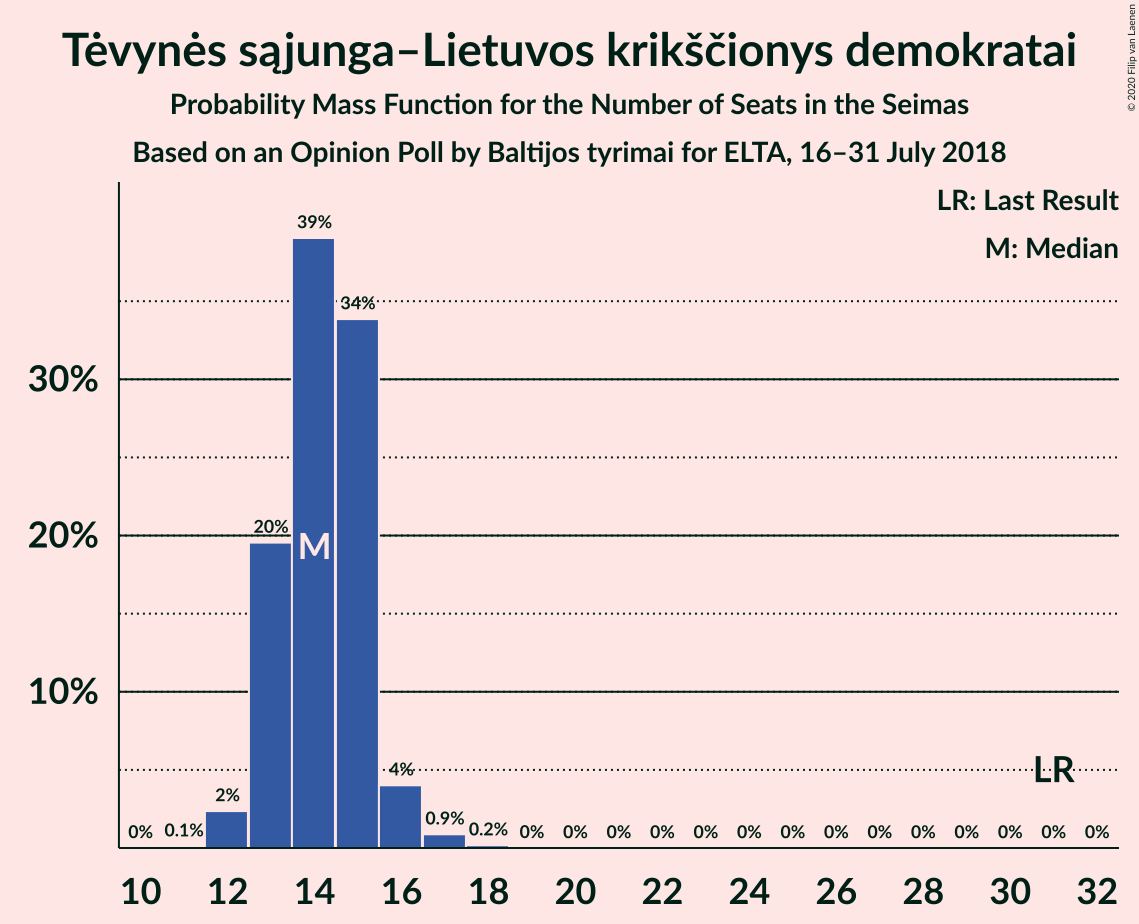 Tėvynės sąjunga–Lietuvos krikščionys demokratai
Probability Mass Function for the Number of Seats in the Seimas
Based on an Opinion Poll by Baltijos tyrimai for ELTA, 16–31 July 2018
© 2020 Filip van Laenen
LR: Last Result
M: Median
39%
34%
30%
20%
20%
M
10%
LR
4%
2%
0% 0.1% 0.9% 0.2% 0% 0% 0% 0% 0% 0% 0% 0% 0% 0% 0% 0% 0% 0%
10 12 14 16 18 20 22 24 26 28 30 32